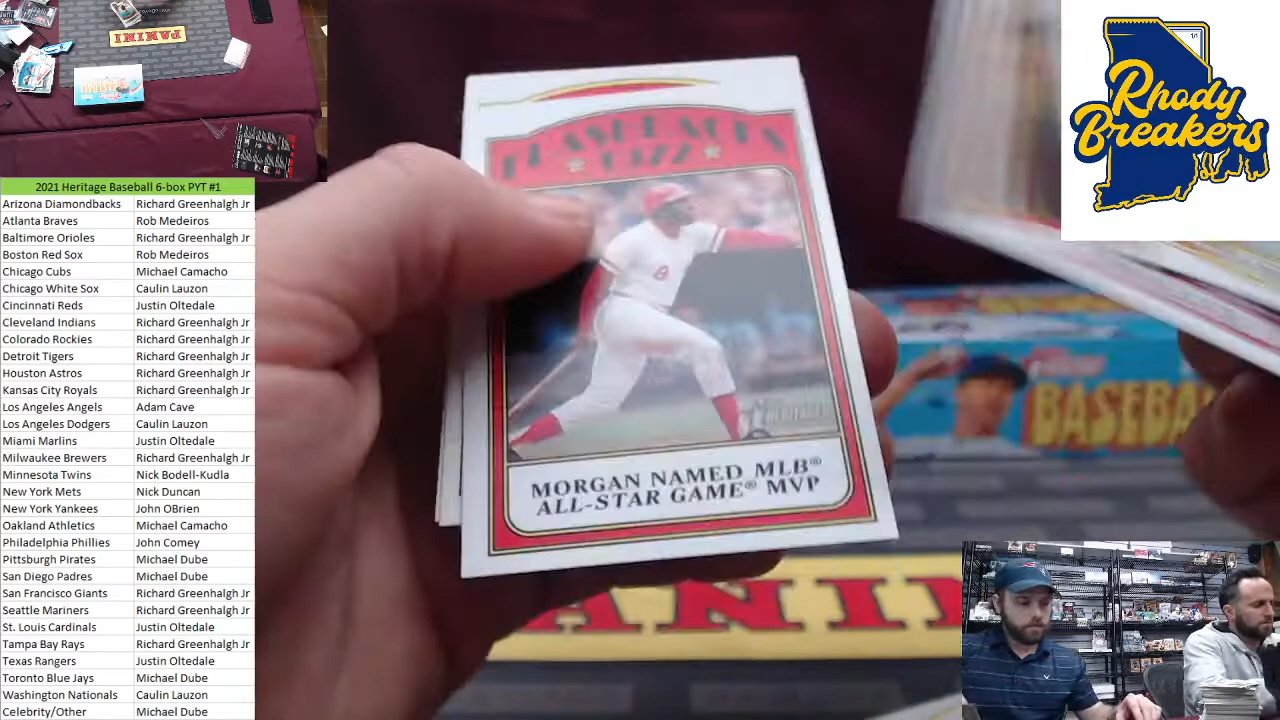 PANINI
2021 Heritage Baseball 6-box PYT #1
Arizona Diamondbacks Richard Greenhalgh Jr
Atlanta Braves Rob Medeiros
Baltimore Orioles Richard Greenhalgh Jr
Boston Red Sox Rob Medeiros
Chicago Cubs Michael Camacho
Chicago White Sox Caulin Lauzon
Cincinnati Reds Justin Oltedale
Cleveland Indians Richard Greenhalgh Jr
Colorado Rockies Richard Greenhalgh Jr
Detroit Tigers Richard Greenhalgh Jr
Houston Astros Richard Greenhalgh Jr
Kansas City Royals Richard Greenhalgh Jr
Los Angeles Angels Adam Cave
Los Angeles Dodgers Caulin Lauzon
Miami Marlins Justin Oltedale
Milwaukee Brewers Richard Greenhalgh Jr
Minnesota Twins Nick Bodell-Kudla
New York Mets Nick Duncan
New York Yankees John OBrien
Oakland Athletics Michael Camacho
Philadelphia Phillies John Comey
Pittsburgh Pirates Michael Dube
San Diego Padres Michael Dube
San Francisco Giants Richard Greenhalgh Jr
Seattle Mariners Richard Greenhalgh Jr
St. Louis Cardinals Justin Oltedale
Tampa Bay Rays Richard Greenhalgh Jr
Texas Rangers Justin Oltedale
Toronto Blue Jays Michael Dube
Washington Nationals Caulin Lauzon
Celebrity/Other Michael Dube
8
MORGAN NAMED MLB®
ALL-STAR GAME® MVP
1/1
Rhody
Breakers
BASEBA
ANI